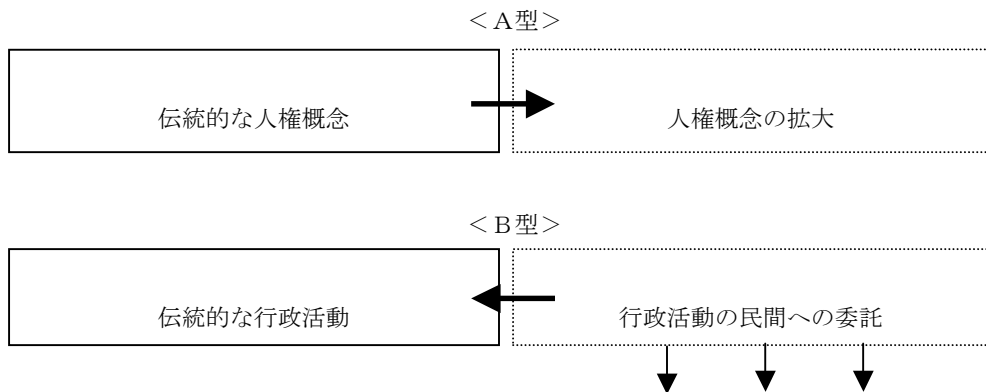 ＜Ａ型＞
伝統的な人権概念
人権概念の拡大
＜Ｂ型＞
伝統的な行政活動
行政活動の民間への委託